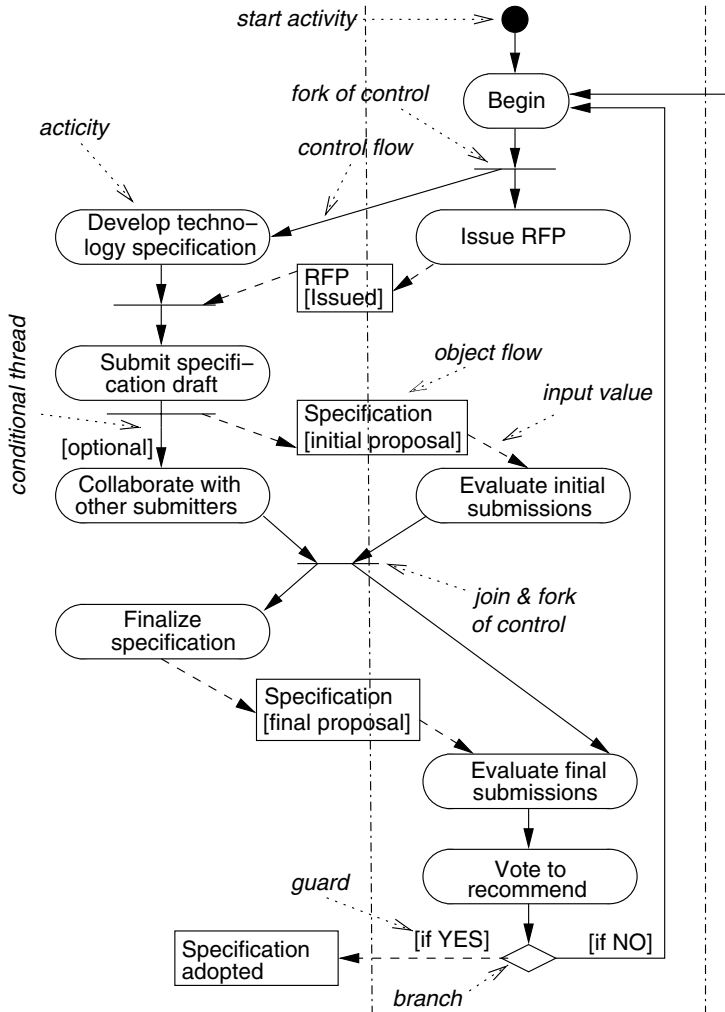 start activity
Begin
fork of control
acticity
control flow
Develop techno-
logy specification
Issue RFP
RFP
[Issued]
Submit specifi-
cation draft
object flow
conditional thread
Specification
[initial proposal]
input value
[optional]
Collaborate with
other submitters
Evaluate initial
submissions
join & fork
of control
Finalize
specification
Specification
[final proposal]
Evaluate final
submissions
Vote to
recommend
guard
[if YES]
[if NO]
Specification
adopted
branch